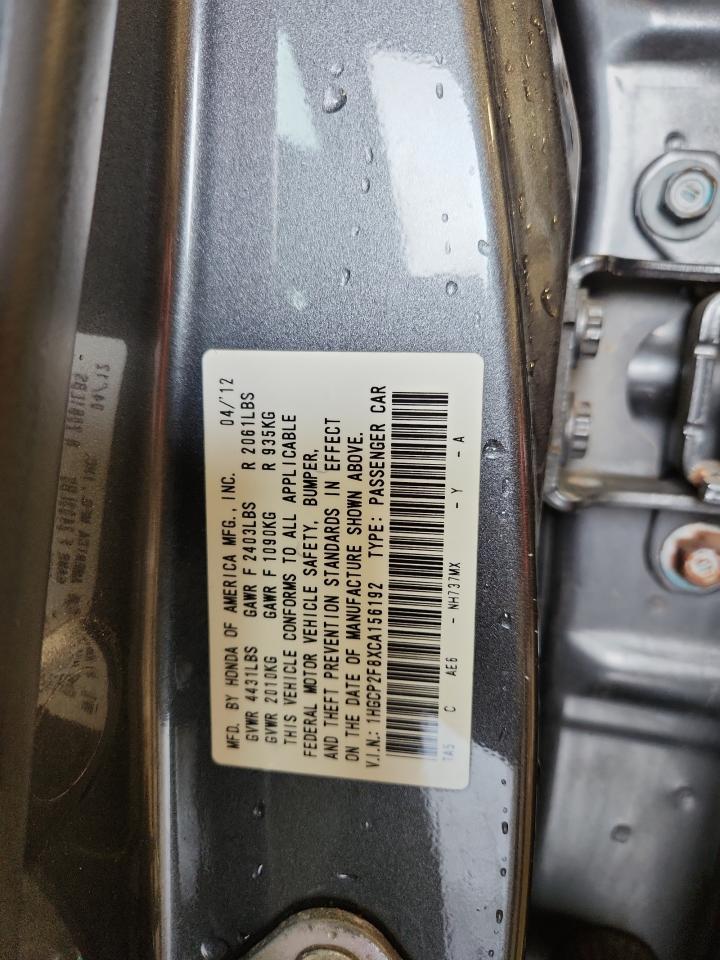 MFD. BY HONDA OF AMERICA MFG., INC. 04/'12
GVWR 4431LBS GAWR F 2403LBS R 2061LBS
GVWR 2010KG GAWR F 1090KG R 935KG
THIS VEHICLE CONFORMS TO ALL APPLICABLE
FEDERAL MOTOR VEHICLE SAFETY, BUMPER,
AND THEFT PREVENTION STANDARDS IN EFFECT
ON THE DATE OF MANUFACTURE SHOWN ABOVE.
V.I.N.: 1HGCP2F8XCA156192 TYPE: PASSENGER CAR
TA5 C AE6 - NH737MX - Y - A